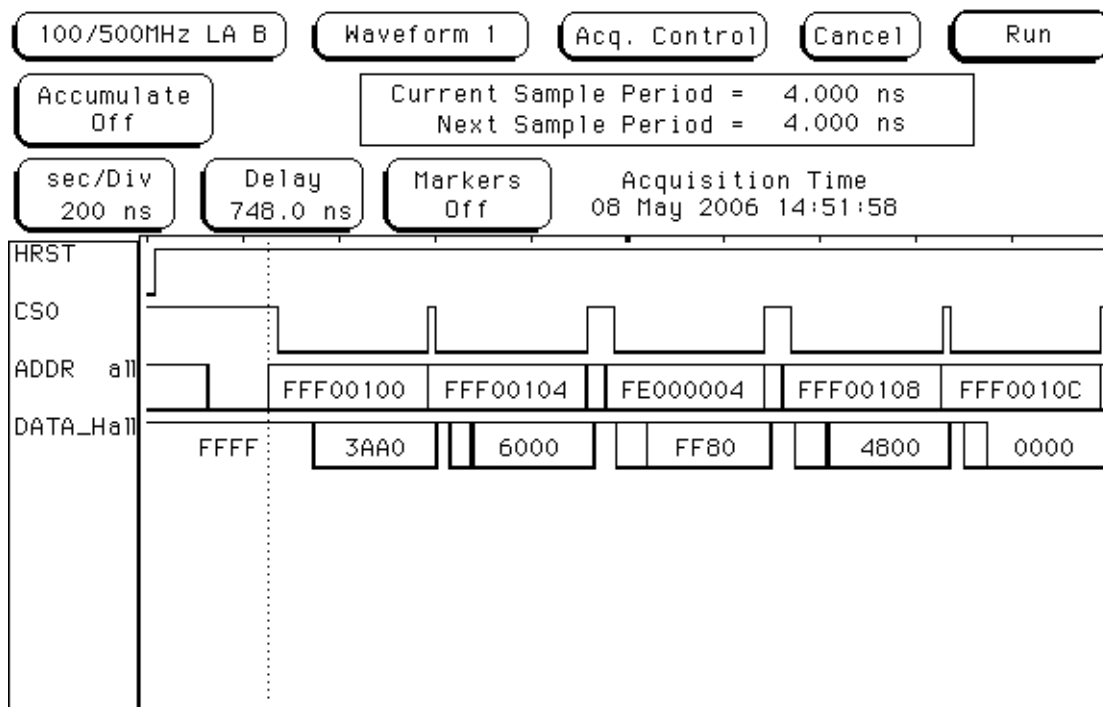 100/500MHz LA B Waveform 1 Acq. Control Cancel Run
Accumulate
Off
Current Sample Period = 4.000 ns
Next Sample Period = 4.000 ns
sec/Div
200 ns
Delay
748.0 ns
Markers
Off
Acquisition Time
08 May 2006 14:51:58
HRST
CS0
ADDR all FFF00100 FFF00104 FE000004 FFF00108 FFF0010C
DATA_Hall FFFF 3AA0 6000 FF80 4800 0000